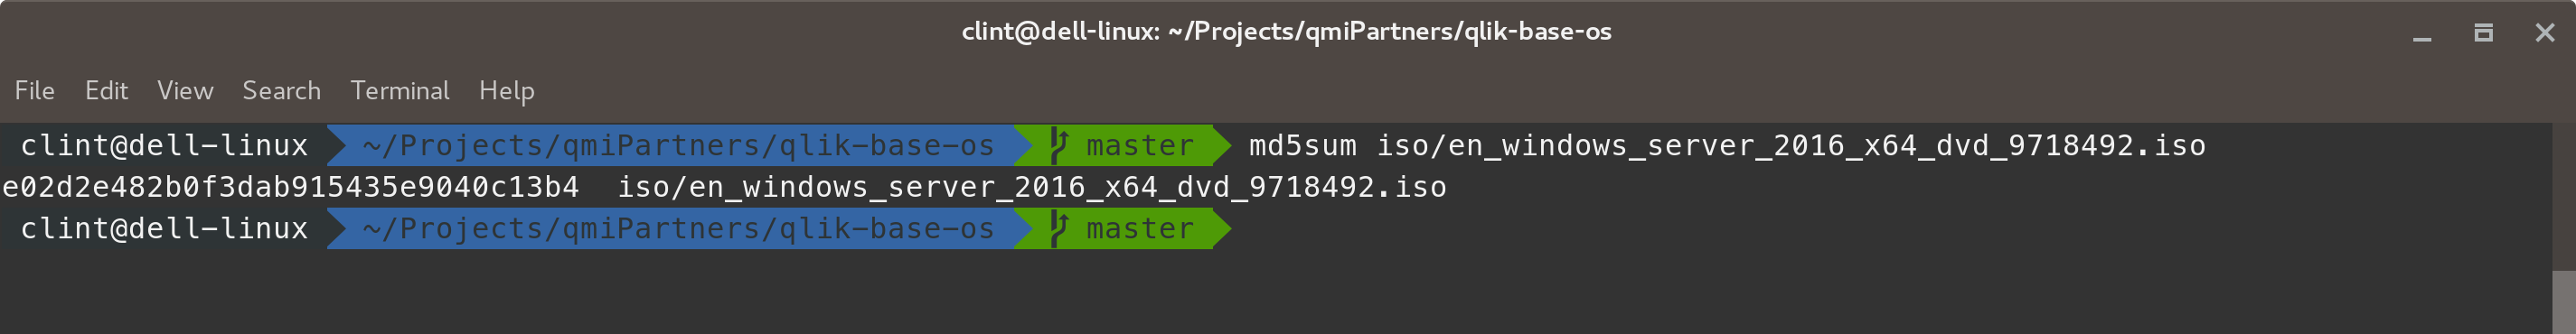 clint@dell-linux: ~/Projects/qmiPartners/qlik-base-os
File Edit View Search Terminal Help
clint@dell-linux ~/Projects/qmiPartners/qlik-base-os master md5sum iso/en_windows_server_2016_x64_dvd_9718492.iso
e02d2e482b0f3dab915435e9040c13b4  iso/en_windows_server_2016_x64_dvd_9718492.iso
clint@dell-linux ~/Projects/qmiPartners/qlik-base-os master